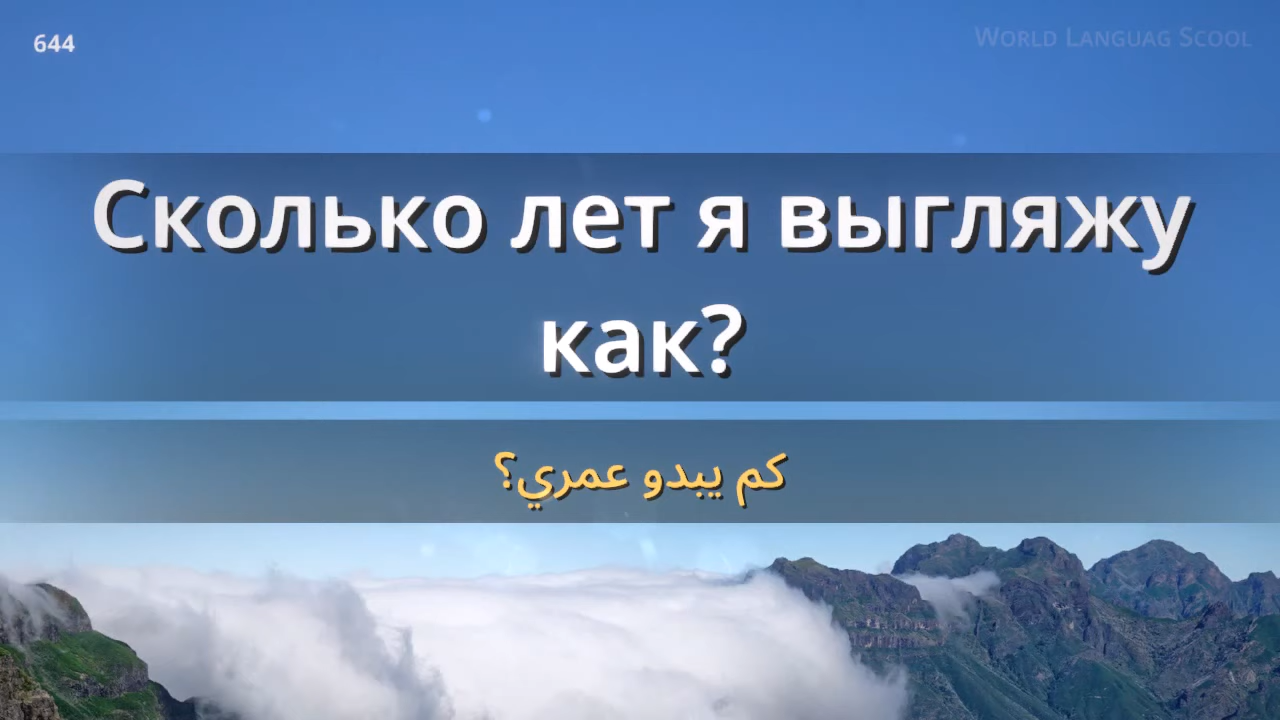 644
World Languag Scool
Сколько лет я выгляжу
как?
كم يبدو عمري؟